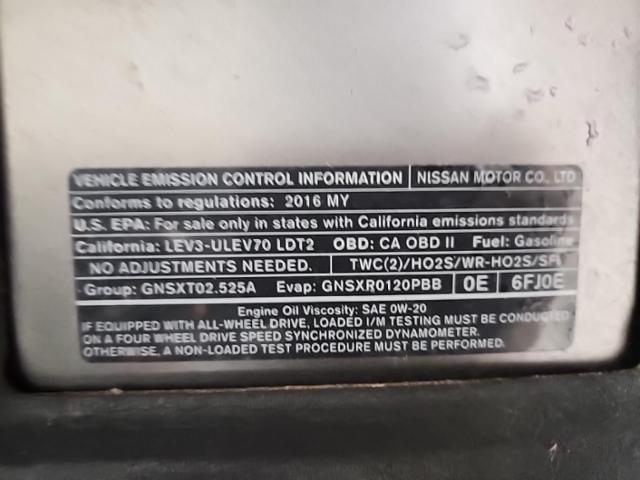 VEHICLE EMISSION CONTROL INFORMATION NISSAN MOTOR CO., LTD
Conforms to regulations: 2016 MY
U.S. EPA: For sale only in states with California emissions standards
California: LEV3-ULEV70 LDT2 OBD: CA OBD II Fuel: Gasoline
NO ADJUSTMENTS NEEDED. TWC(2)/HO2S/WR-HO2S/SFI
Group: GNSXT02.525A Evap: GNSXR0120PBB 0E 6FJ0E
Engine Oil Viscosity: SAE 0W-20
IF EQUIPPED WITH ALL-WHEEL DRIVE, LOADED I/M TESTING MUST BE CONDUCTED
ON A FOUR WHEEL DRIVE SPEED SYNCHRONIZED DYNAMOMETER.
OTHERWISE, A NON-LOADED TEST PROCEDURE MUST BE PERFORMED.